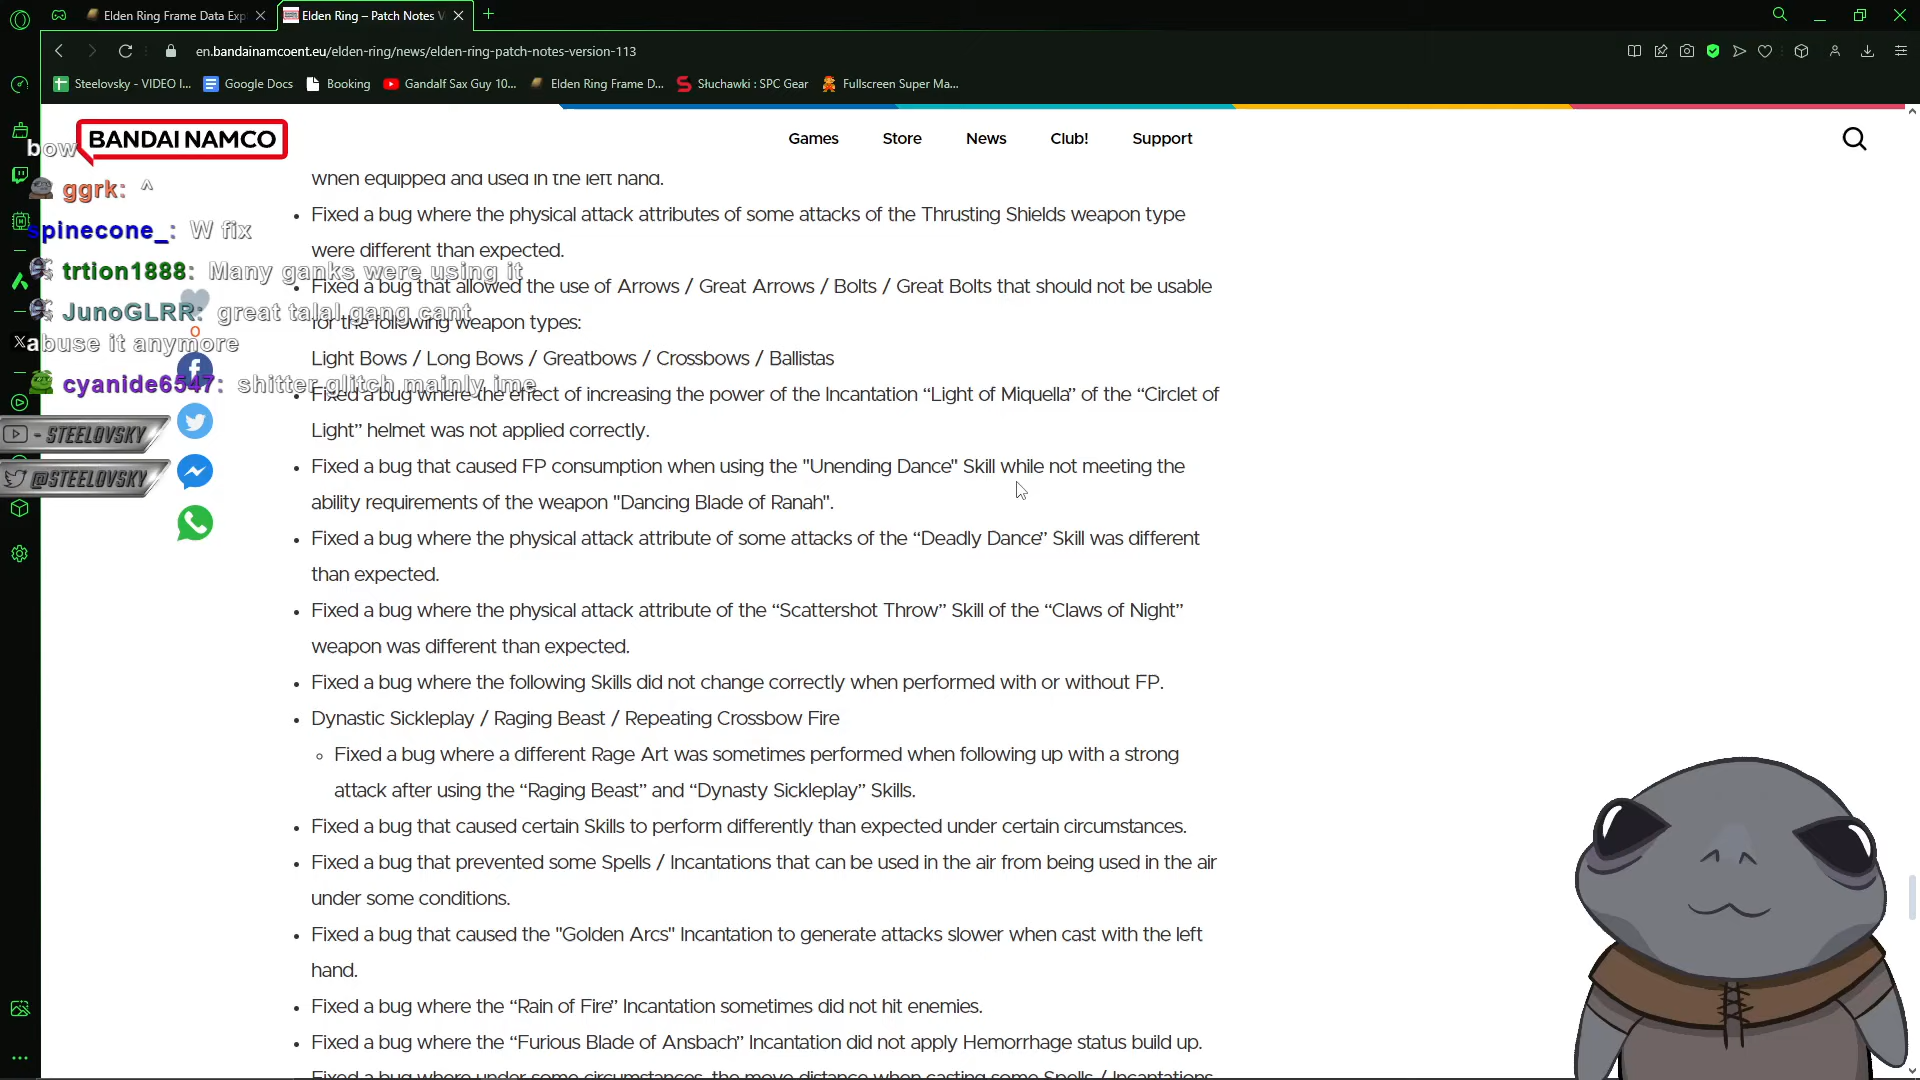 Elden Ring Frame Data Exp
Elden Ring – Patch Notes V
en.bandainamcoent.eu/elden-ring/news/elden-ring-patch-notes-version-113
Steelovsky - VIDEO I...
Google Docs
Booking
Gandalf Sax Guy 10...
Elden Ring Frame D...
Słuchawki : SPC Gear
Fullscreen Super Ma...
BANDAI NAMCO
Games
Store
News
Club!
Support
bow
ggrk: ^
spinecone_: W fix
trtion1888: Many ganks were using it
JunoGLRR: great talal gang cant
abuse it anymore
cyanide6547: shitter glitch mainly ime
0
- STEELOVSKY
@STEELOVSKY
when equipped and used in the left hand.
Fixed a bug where the physical attack attributes of some attacks of the Thrusting Shields weapon type
were different than expected.
Fixed a bug that allowed the use of Arrows / Great Arrows / Bolts / Great Bolts that should not be usable
for the following weapon types:
Light Bows / Long Bows / Greatbows / Crossbows / Ballistas
Fixed a bug where the effect of increasing the power of the Incantation “Light of Miquella” of the “Circlet of
Light” helmet was not applied correctly.
Fixed a bug that caused FP consumption when using the "Unending Dance" Skill while not meeting the
ability requirements of the weapon "Dancing Blade of Ranah".
Fixed a bug where the physical attack attribute of some attacks of the “Deadly Dance” Skill was different
than expected.
Fixed a bug where the physical attack attribute of the “Scattershot Throw” Skill of the “Claws of Night”
weapon was different than expected.
Fixed a bug where the following Skills did not change correctly when performed with or without FP.
Dynastic Sickleplay / Raging Beast / Repeating Crossbow Fire
Fixed a bug where a different Rage Art was sometimes performed when following up with a strong
attack after using the “Raging Beast” and “Dynasty Sickleplay” Skills.
Fixed a bug that caused certain Skills to perform differently than expected under certain circumstances.
Fixed a bug that prevented some Spells / Incantations that can be used in the air from being used in the air
under some conditions.
Fixed a bug that caused the "Golden Arcs" Incantation to generate attacks slower when cast with the left
hand.
Fixed a bug where the “Rain of Fire” Incantation sometimes did not hit enemies.
Fixed a bug where the “Furious Blade of Ansbach” Incantation did not apply Hemorrhage status build up.
Fixed a bug where under some circumstances, the move distance when casting some Spells / Incantations